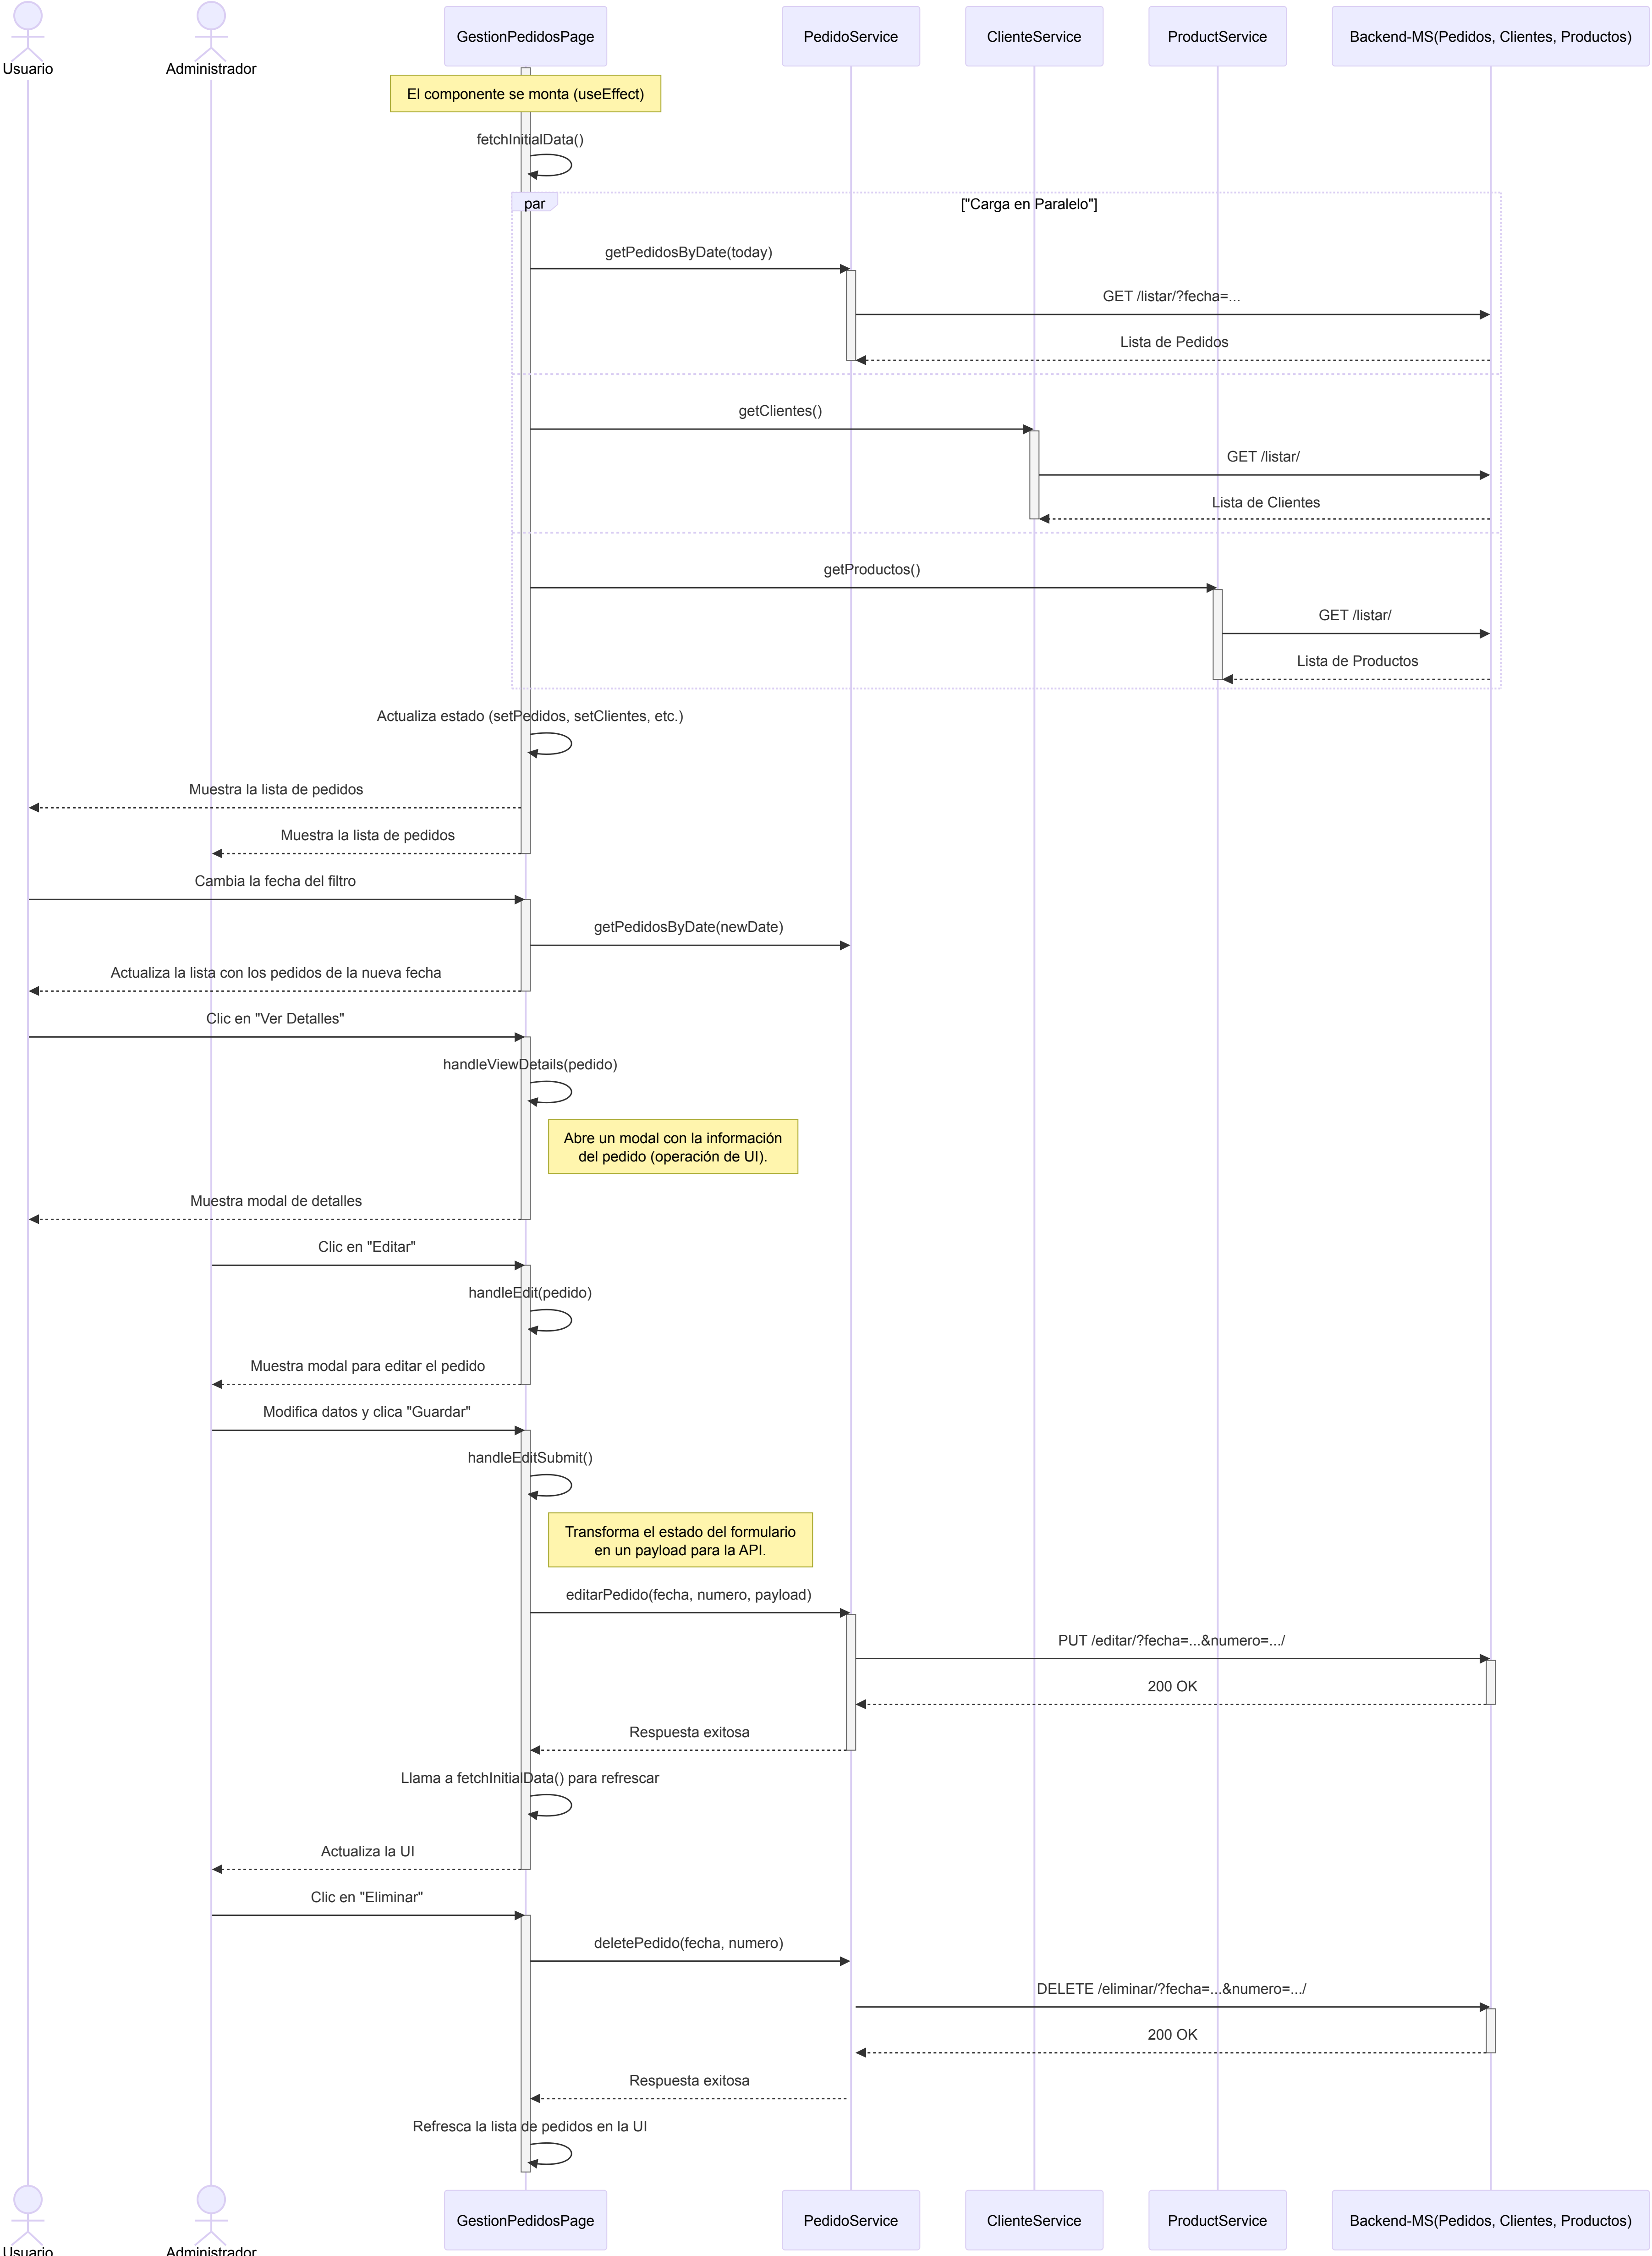 Usuario
Administrador
GestionPedidosPage
PedidoService
ClienteService
ProductService
Backend-MS(Pedidos, Clientes, Productos)
El componente se monta (useEffect)
fetchInitialData()
par
["Carga en Paralelo"]
getPedidosByDate(today)
GET /listar/?fecha=...
Lista de Pedidos
getClientes()
GET /listar/
Lista de Clientes
getProductos()
GET /listar/
Lista de Productos
Actualiza estado (setPedidos, setClientes, etc.)
Muestra la lista de pedidos
Muestra la lista de pedidos
Cambia la fecha del filtro
getPedidosByDate(newDate)
Actualiza la lista con los pedidos de la nueva fecha
Clic en "Ver Detalles"
handleViewDetails(pedido)
Abre un modal con la información
del pedido (operación de UI).
Muestra modal de detalles
Clic en "Editar"
handleEdit(pedido)
Muestra modal para editar el pedido
Modifica datos y clica "Guardar"
handleEditSubmit()
Transforma el estado del formulario
en un payload para la API.
editarPedido(fecha, numero, payload)
PUT /editar/?fecha=...&numero=.../
200 OK
Respuesta exitosa
Llama a fetchInitialData() para refrescar
Actualiza la UI
Clic en "Eliminar"
deletePedido(fecha, numero)
DELETE /eliminar/?fecha=...&numero=.../
200 OK
Respuesta exitosa
Refresca la lista de pedidos en la UI
Usuario
Administrador
GestionPedidosPage
PedidoService
ClienteService
ProductService
Backend-MS(Pedidos, Clientes, Productos)